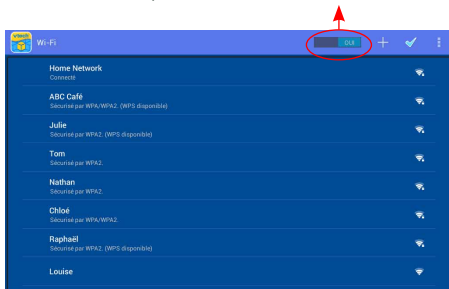 vtech
Wi-Fi
OUI
Home Network
Connecté
ABC Café
Sécurisé par WPA/WPA2. (WPS disponible)
Julie
Sécurisé par WPA2. (WPS disponible)
Tom
Sécurisé par WPA2.
Nathan
Sécurisé par WPA2.
Chloé
Sécurisé par WPA/WPA2.
Raphaël
Sécurisé par WPA2. (WPS disponible)
Louise